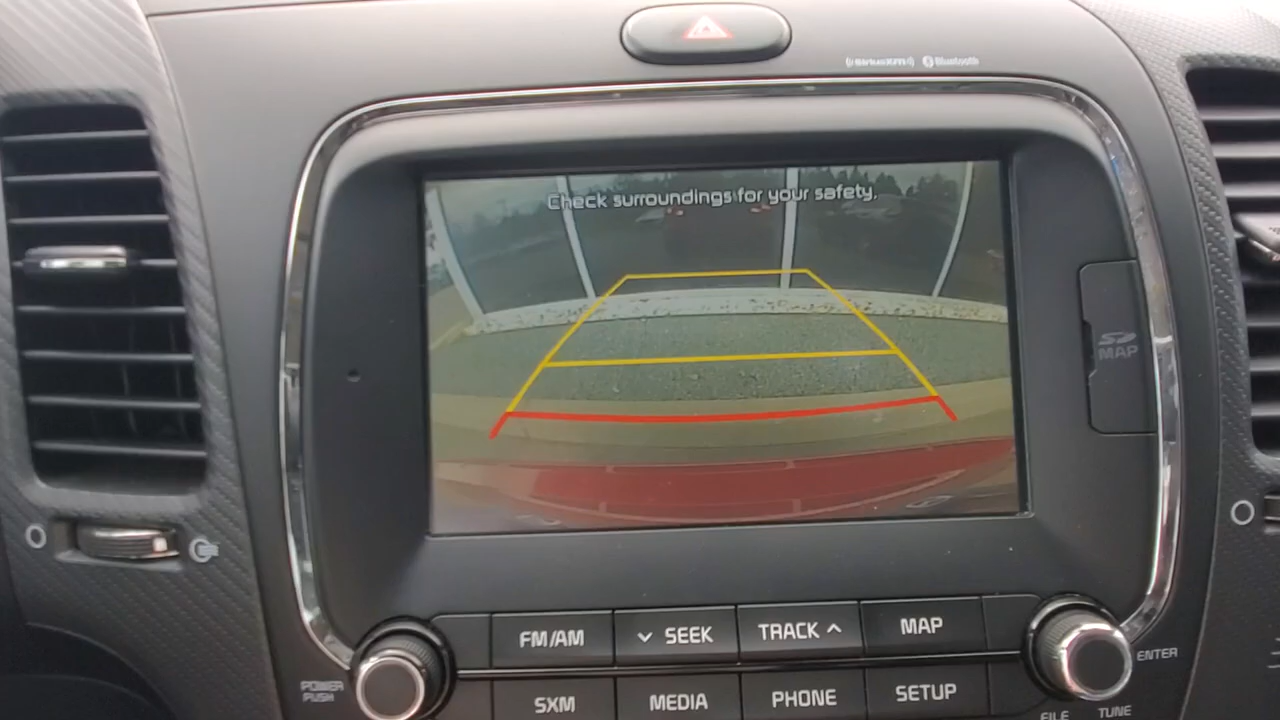 SiriusXM Bluetooth
Check surroundings for your safety.
SD
MAP
FM/AM SEEK TRACK MAP
POWER
PUSH
ENTER
SXM MEDIA PHONE SETUP
FILE TUNE